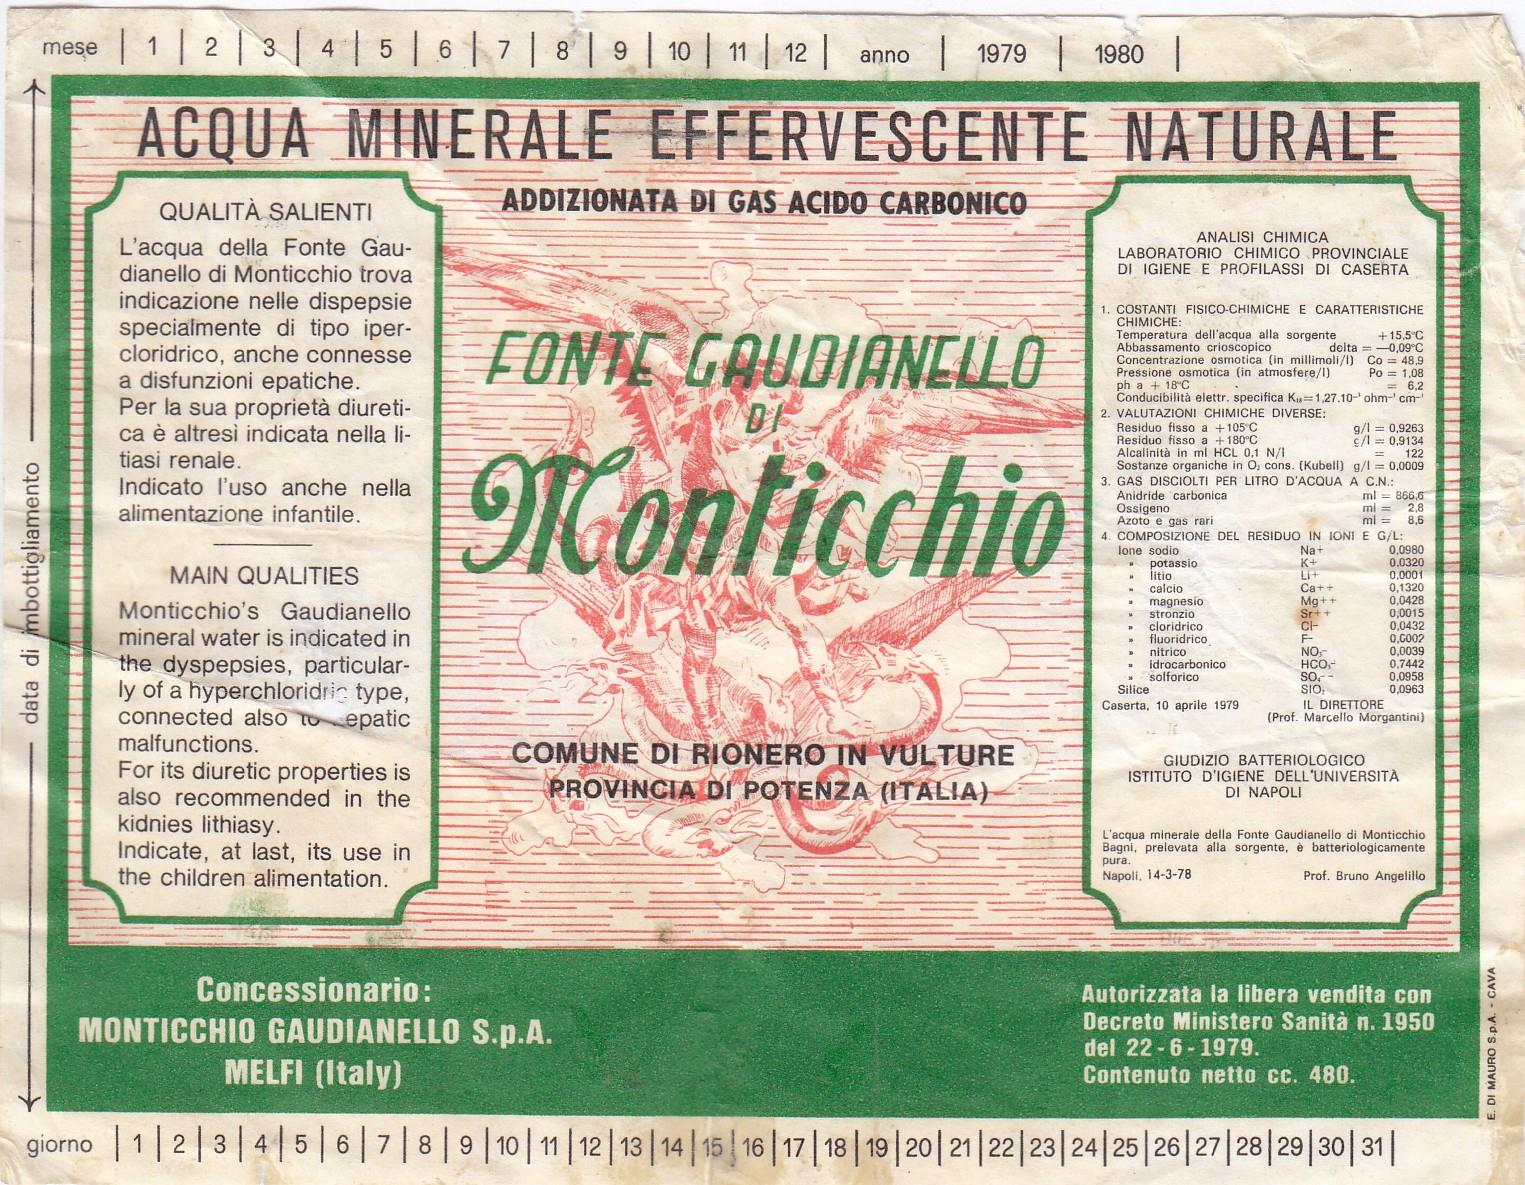 mese | 1 | 2 | 3 | 4 | 5 | 6 | 7 | 8 | 9 | 10 | 11 | 12 | anno | 1979 | 1980 |
ACQUA MINERALE EFFERVESCENTE NATURALE
ADDIZIONATA DI GAS ACIDO CARBONICO
QUALITÀ SALIENTI
L'acqua della Fonte Gau-
dianello di Monticchio trova
indicazione nelle dispepsie
specialmente di tipo iper-
cloridrico, anche connesse
a disfunzioni epatiche.
Per la sua proprietà diureti-
ca è altresì indicata nella li-
tiasi renale.
Indicato l'uso anche nella
alimentazione infantile.
MAIN QUALITIES
Monticchio's Gaudianello
mineral water is indicated in
the dyspepsies, particular-
ly of a hyperchloridric type,
connected also to epatic
malfunctions.
For its diuretic properties is
also recommended in the
kidnies lithiasy.
Indicate, at last, its use in
the children alimentation.
FONTE GAUDIANELLO
DI
Monticchio
COMUNE DI RIONERO IN VULTURE
PROVINCIA DI POTENZA (ITALIA)
ANALISI CHIMICA
LABORATORIO CHIMICO PROVINCIALE
DI IGIENE E PROFILASSI DI CASERTA
1. COSTANTI FISICO-CHIMICHE E CARATTERISTICHE
CHIMICHE:
Temperatura dell'acqua alla sorgente +15,5°C
Abbassamento crioscopico delta = —0,09°C
Concentrazione osmotica (in millimoli/l) Co = 48,9
Pressione osmotica (in atmosfere/l) Po = 1,08
ph a + 18°C = 6,2
Conducibilità elettr. specifica K₁₈=1,27.10⁻³ ohm⁻¹ cm⁻¹
2. VALUTAZIONI CHIMICHE DIVERSE:
Residuo fisso a +105°C g/l = 0,9263
Residuo fisso a +180°C g/l = 0,9134
Alcalinità in ml HCL 0,1 N/l = 122
Sostanze organiche in O₂ cons. (Kubell) g/l = 0,0009
3. GAS DISCIOLTI PER LITRO D'ACQUA A C.N.:
Anidride carbonica ml = 866,6
Ossigeno ml = 2,8
Azoto e gas rari ml = 8,6
4. COMPOSIZIONE DEL RESIDUO IN IONI E G/L:
Ione sodio Na+ 0,0980
» potassio K+ 0,0320
» litio Li+ 0,0001
» calcio Ca++ 0,1320
» magnesio Mg++ 0,0428
» stronzio Sr++ 0,0015
» cloridrico Cl- 0,0432
» fluoridrico F- 0,0002
» nitrico NO₃- 0,0039
» idrocarbonico HCO₃- 0,7442
» solforico SO₄-- 0,0958
Silice SIO₂ 0,0963
Caserta, 10 aprile 1979 IL DIRETTORE
(Prof. Marcello Morgantini)
GIUDIZIO BATTERIOLOGICO
ISTITUTO D'IGIENE DELL'UNIVERSITÀ
DI NAPOLI
L'acqua minerale della Fonte Gaudianello di Monticchio
Bagni, prelevata alla sorgente, è batteriologicamente
pura.
Napoli, 14-3-78 Prof. Bruno Angelillo
data di imbottigliamento
Concessionario:
MONTICCHIO GAUDIANELLO S.p.A.
MELFI (Italy)
Autorizzata la libera vendita con
Decreto Ministero Sanità n. 1950
del 22-6-1979.
Contenuto netto cc. 480.
E. DI MAURO S.p.A. - CAVA
giorno | 1 | 2 | 3 | 4 | 5 | 6 | 7 | 8 | 9 | 10 | 11 | 12 | 13 | 14 | 15 | 16 | 17 | 18 | 19 | 20 | 21 | 22 | 23 | 24 | 25 | 26 | 27 | 28 | 29 | 30 | 31 |